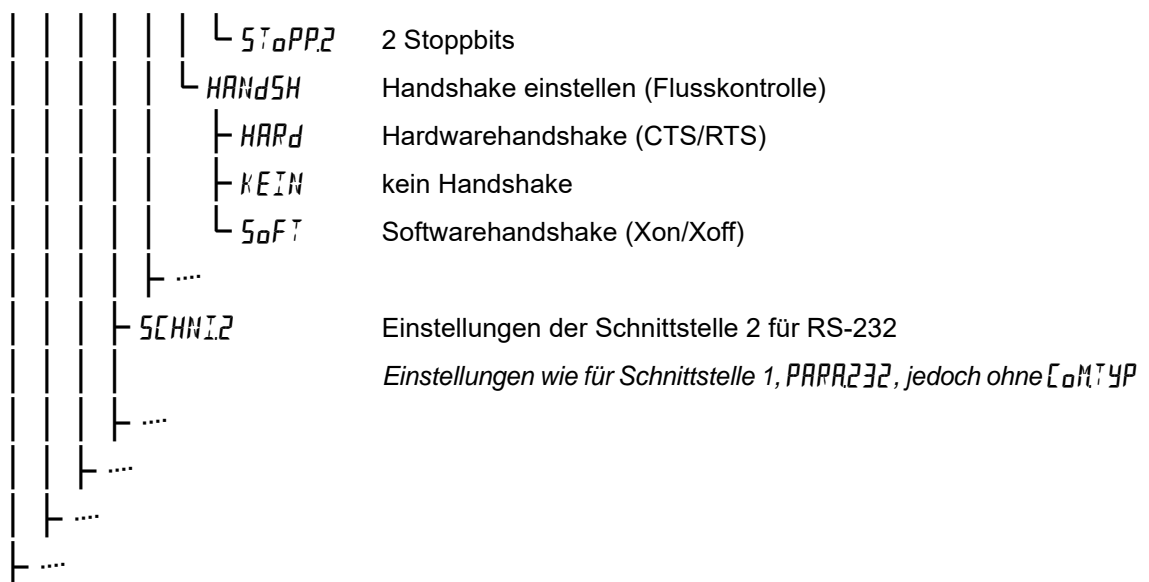 SToPP.2 2 Stoppbits
HANdSH Handshake einstellen (Flusskontrolle)
HARd Hardwarehandshake (CTS/RTS)
KEIN kein Handshake
SoFT Softwarehandshake (Xon/Xoff)
.....
SCHNI.2 Einstellungen der Schnittstelle 2 für RS-232
Einstellungen wie für Schnittstelle 1, PARA.232, jedoch ohne CoM.TYP
.....
.....
.....
.....